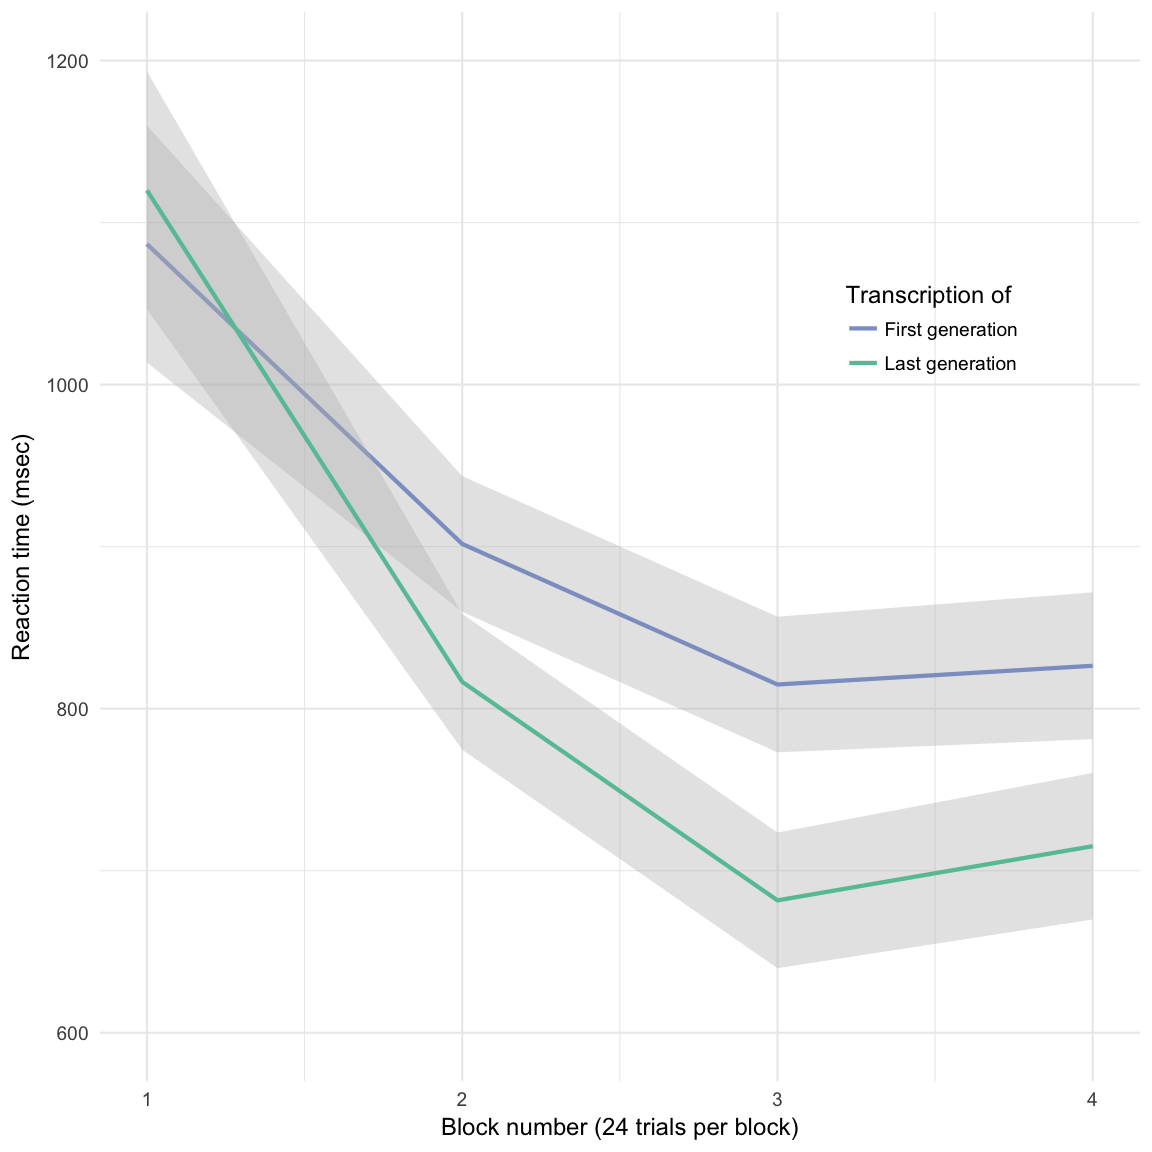 1200
1000
800
600
Reaction time (msec)
Transcription of
First generation
Last generation
1 2 3 4
Block number (24 trials per block)